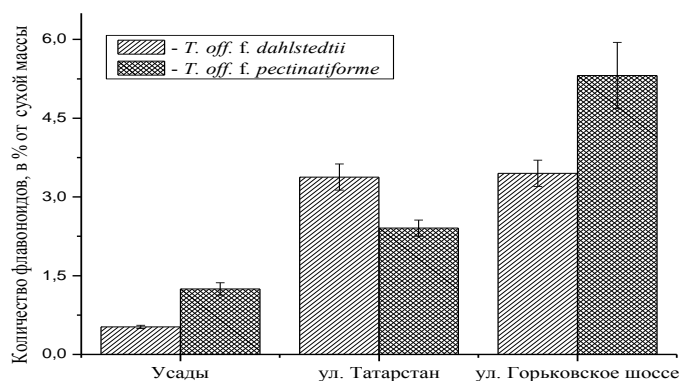 Количество флавоноидов, в % от сухой массы
6,0
4,5
3,0
1,5
0,0
- T. off. f. dahlstedtii
- T. off. f. pectinatiforme
Усады
ул. Татарстан
ул. Горьковское шоссе